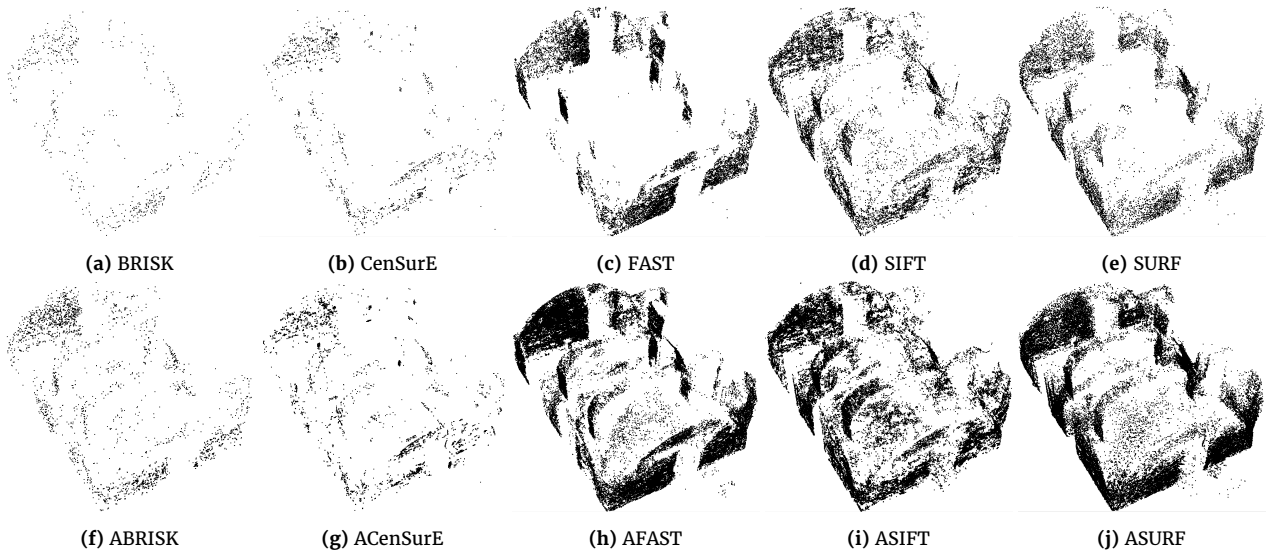 (a) BRISK
(b) CenSurE
(c) FAST
(d) SIFT
(e) SURF
(f) ABRISK
(g) ACenSurE
(h) AFAST
(i) ASIFT
(j) ASURF